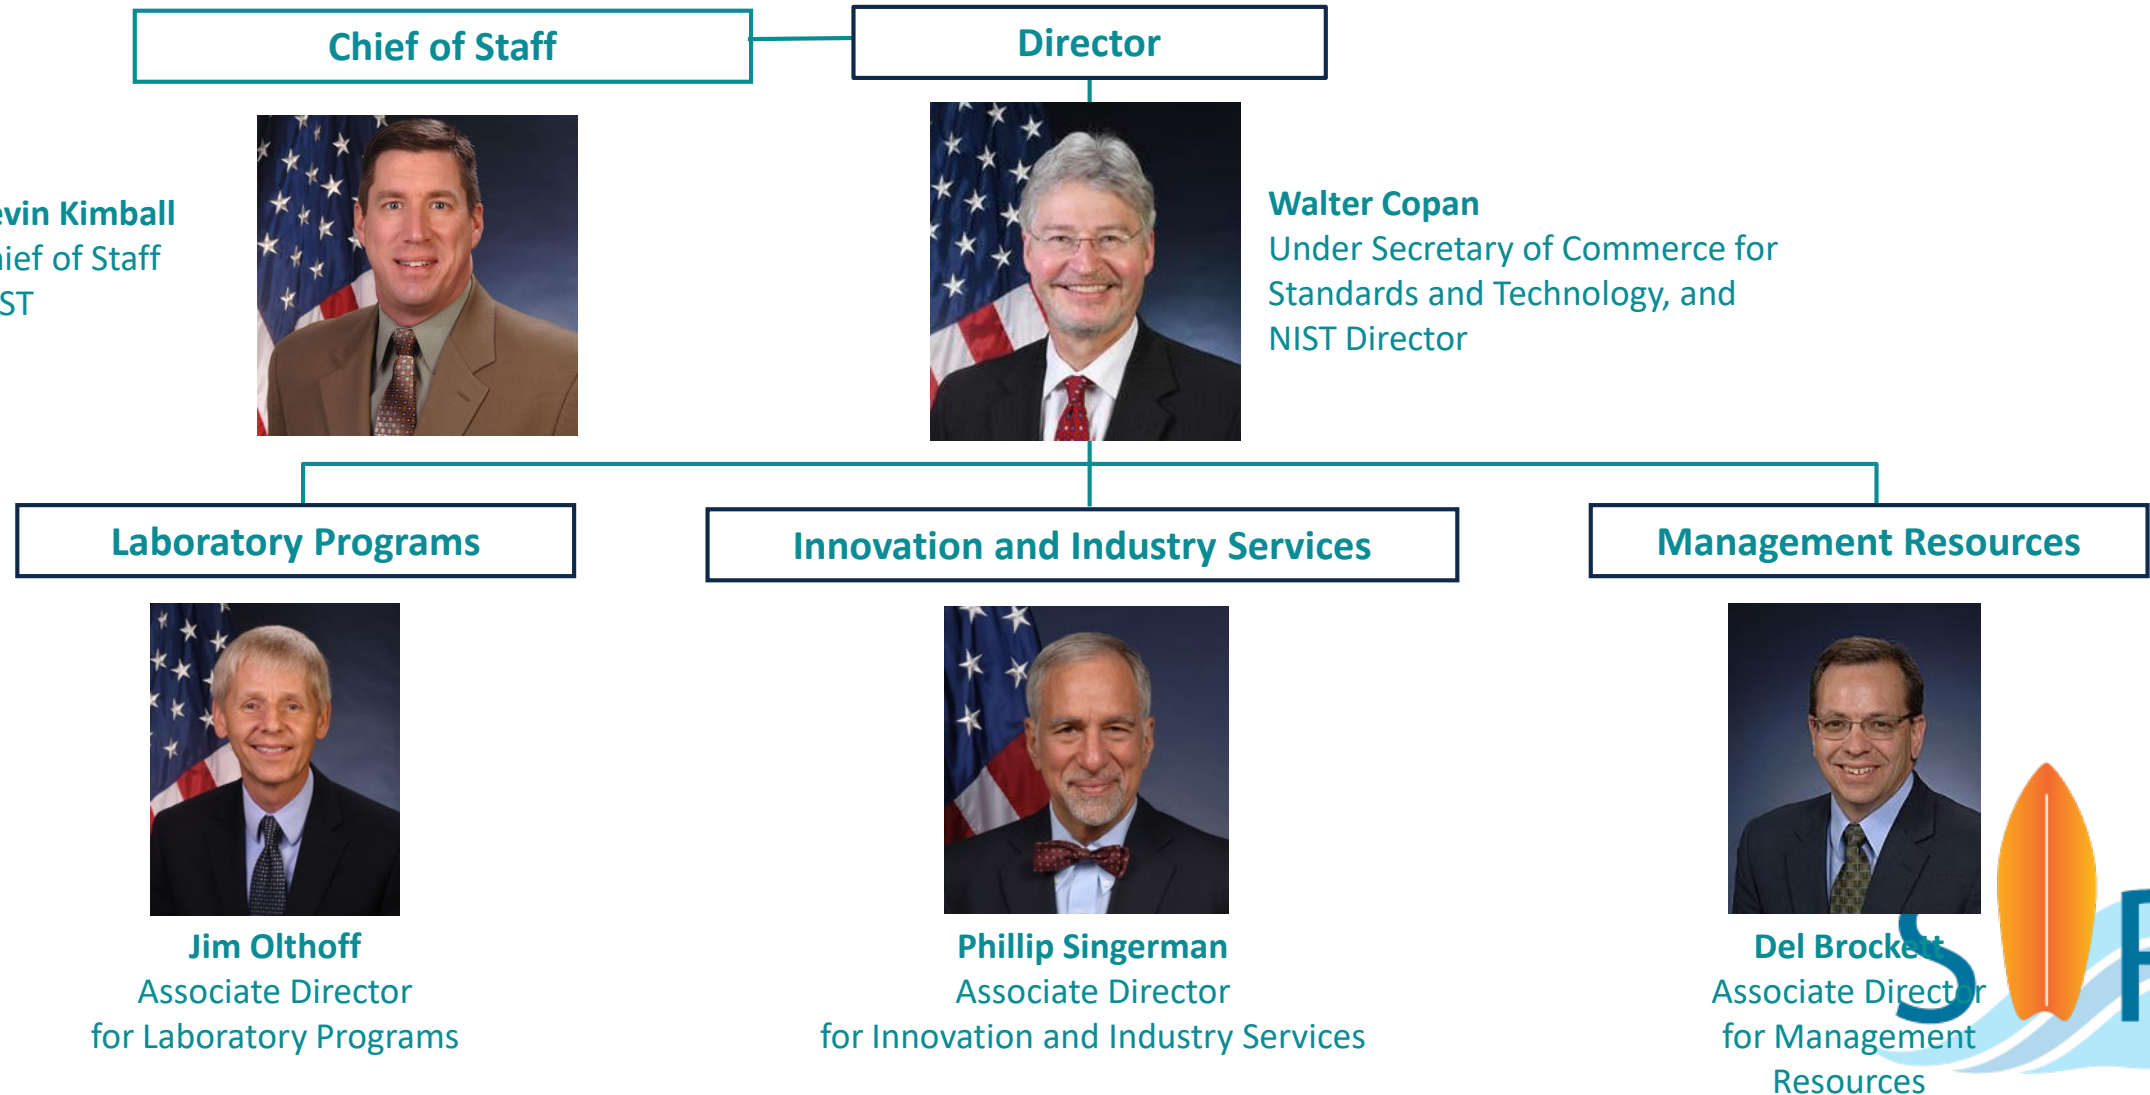 Chief of Staff
Director
evin Kimball
hief of Staff
ST
Walter Copan
Under Secretary of Commerce for
Standards and Technology, and
NIST Director
Laboratory Programs
Innovation and Industry Services
Management Resources
Jim Olthoff
Associate Director
for Laboratory Programs
Phillip Singerman
Associate Director
for Innovation and Industry Services
Del Brockett
Associate Director
for Management
Resources
S